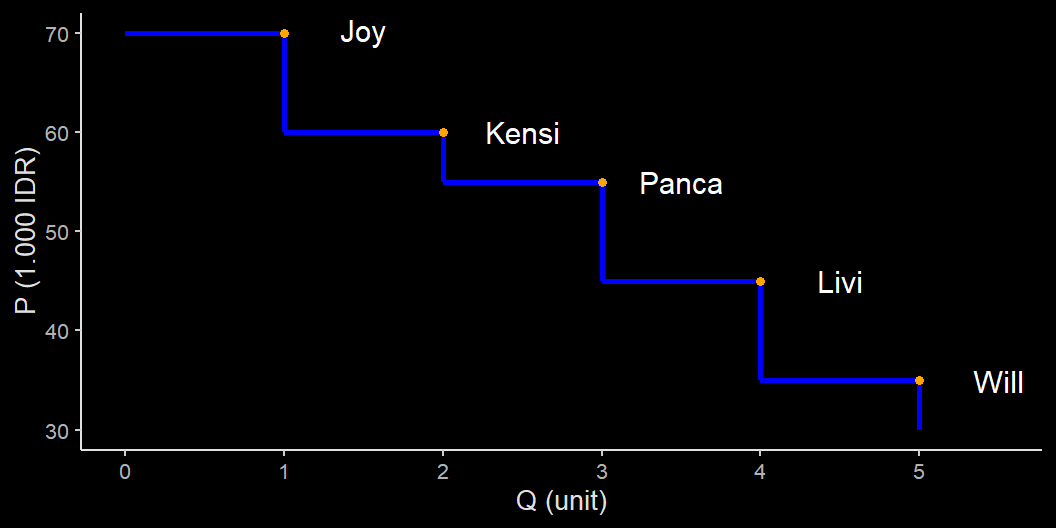 70
60
50
40
30
P (1.000 IDR)
Joy
Kensi
Panca
Livi
Will
0 1 2 3 4 5
Q (unit)